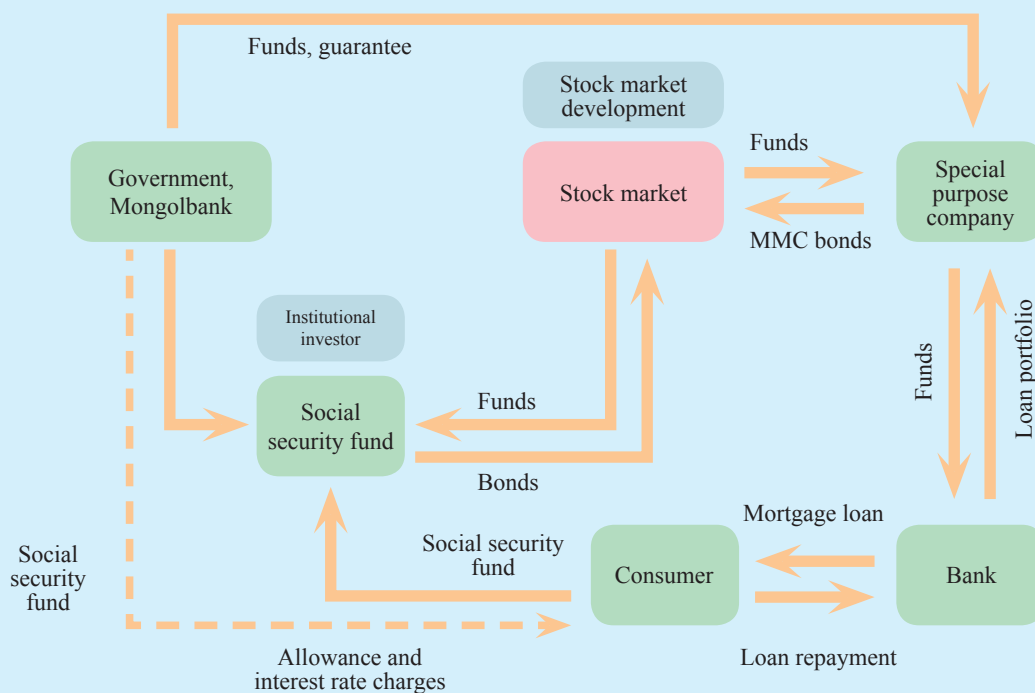 Funds, guarantee
Stock market
development
Government,
Mongolbank
Stock market
Funds
MMC bonds
Special
purpose
company
Institutional
investor
Social
security fund
Funds
Bonds
Funds
Loan portfolio
Social
security
fund
Social security
fund
Consumer
Mortgage loan
Bank
Loan repayment
Allowance and
interest rate charges